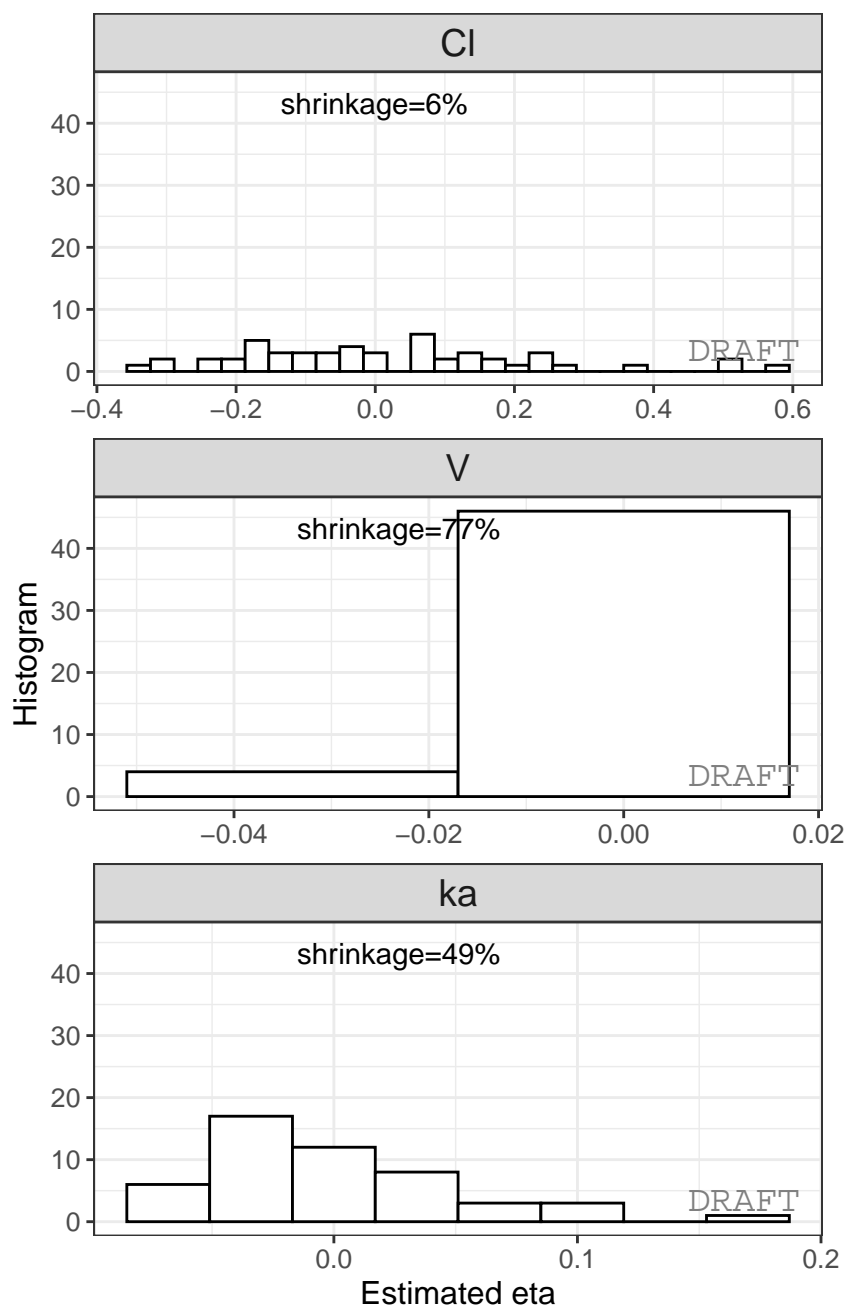 Cl
shrinkage=6%
40
30
20
10
0
DRAFT
−0.4 −0.2 0.0 0.2 0.4 0.6
V
shrinkage=77%
40
30
20
10
0
DRAFT
−0.04 −0.02 0.00 0.02
Histogram
ka
shrinkage=49%
40
30
20
10
0
DRAFT
0.0 0.1 0.2
Estimated eta